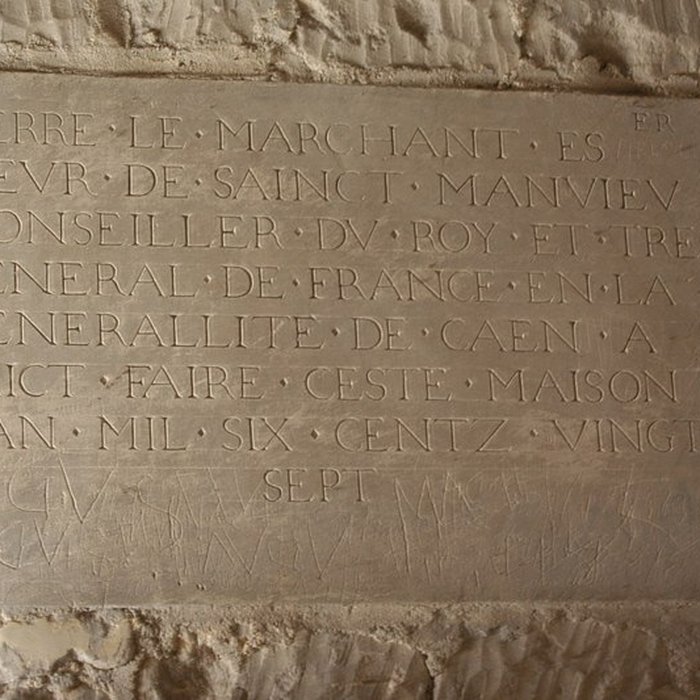 ERRE · LE · MARCHANT · ES ER
EVR · DE · SAINCT · MANVIEV
ONSEILLER · DV · ROY · ET · TRE
ENERAL · DE · FRANCE · EN · LA
ENERALLITE · DE · CAEN · A
ICT · FAIRE · CESTE · MAISON
AN · MIL · SIX · CENTZ · VINGT
SEPT